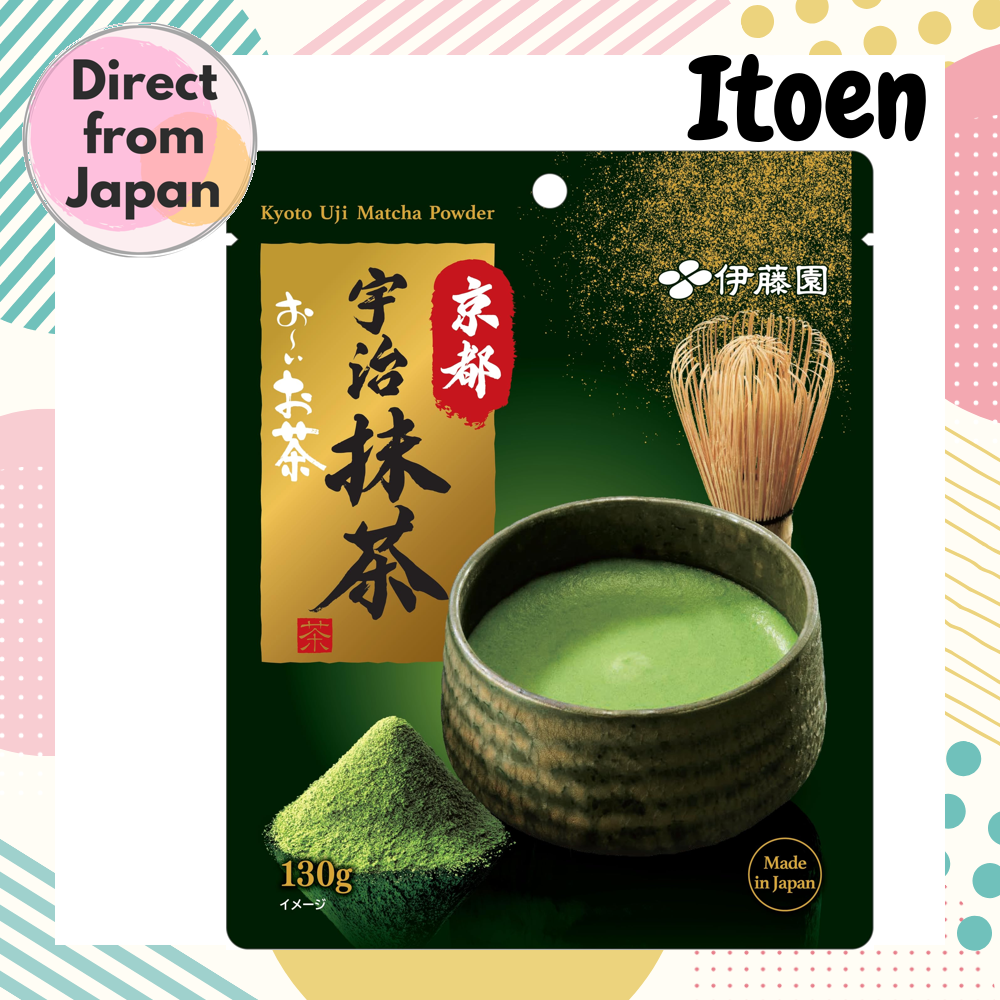 Direct
from
Japan
Itoen
Kyoto Uji Matcha Powder
伊藤園
京都
宇治抹茶
お～いお茶
茶
130g
イメージ
Made
in Japan